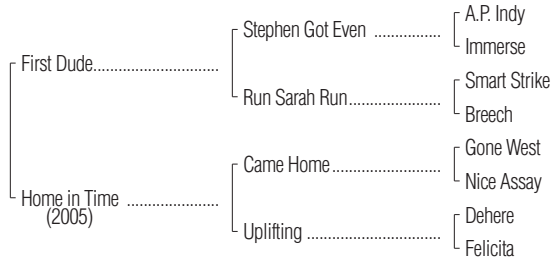 A.P. Indy
Stephen Got Even ..................
Immerse
First Dude..................................
Smart Strike
Run Sarah Run.........................
Breech
Gone West
Came Home.............................
Nice Assay
Home in Time .........................
(2005)
Dehere
Uplifting ....................................
Felicita